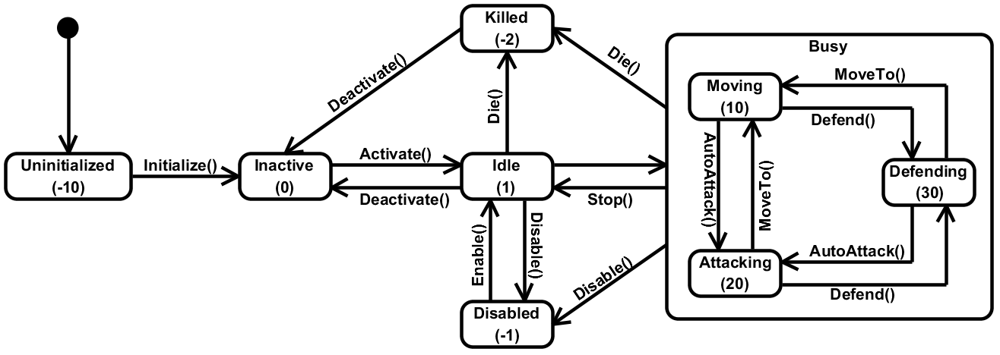 Killed
(-2)
Deactivate()
Die()
Die()
Uninitialized
(-10)
Initialize()
Inactive
(0)
Activate()
Deactivate()
Idle
(1)
Stop()
Enable()
Disable()
Disable()
Disabled
(-1)
Busy
Moving
(10)
MoveTo()
Defend()
AutoAttack()
MoveTo()
Defending
(30)
Attacking
(20)
AutoAttack()
Defend()